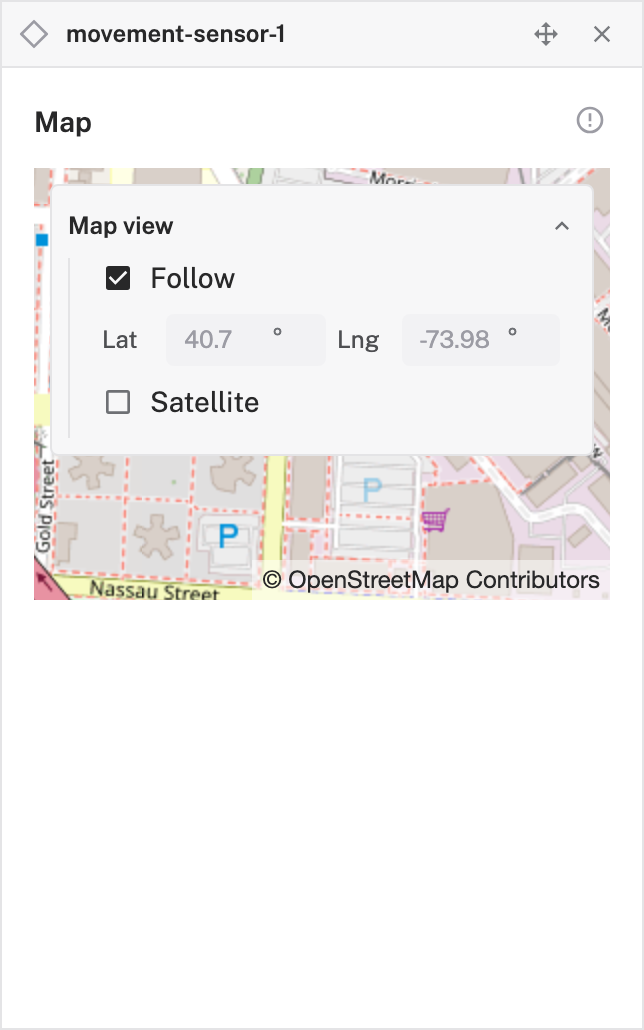 movement-sensor-1
Map
Map view
Follow
Lat 40.7 ° Lng -73.98 °
Satellite
Gold Street
P
P
Nassau Street
© OpenStreetMap Contributors